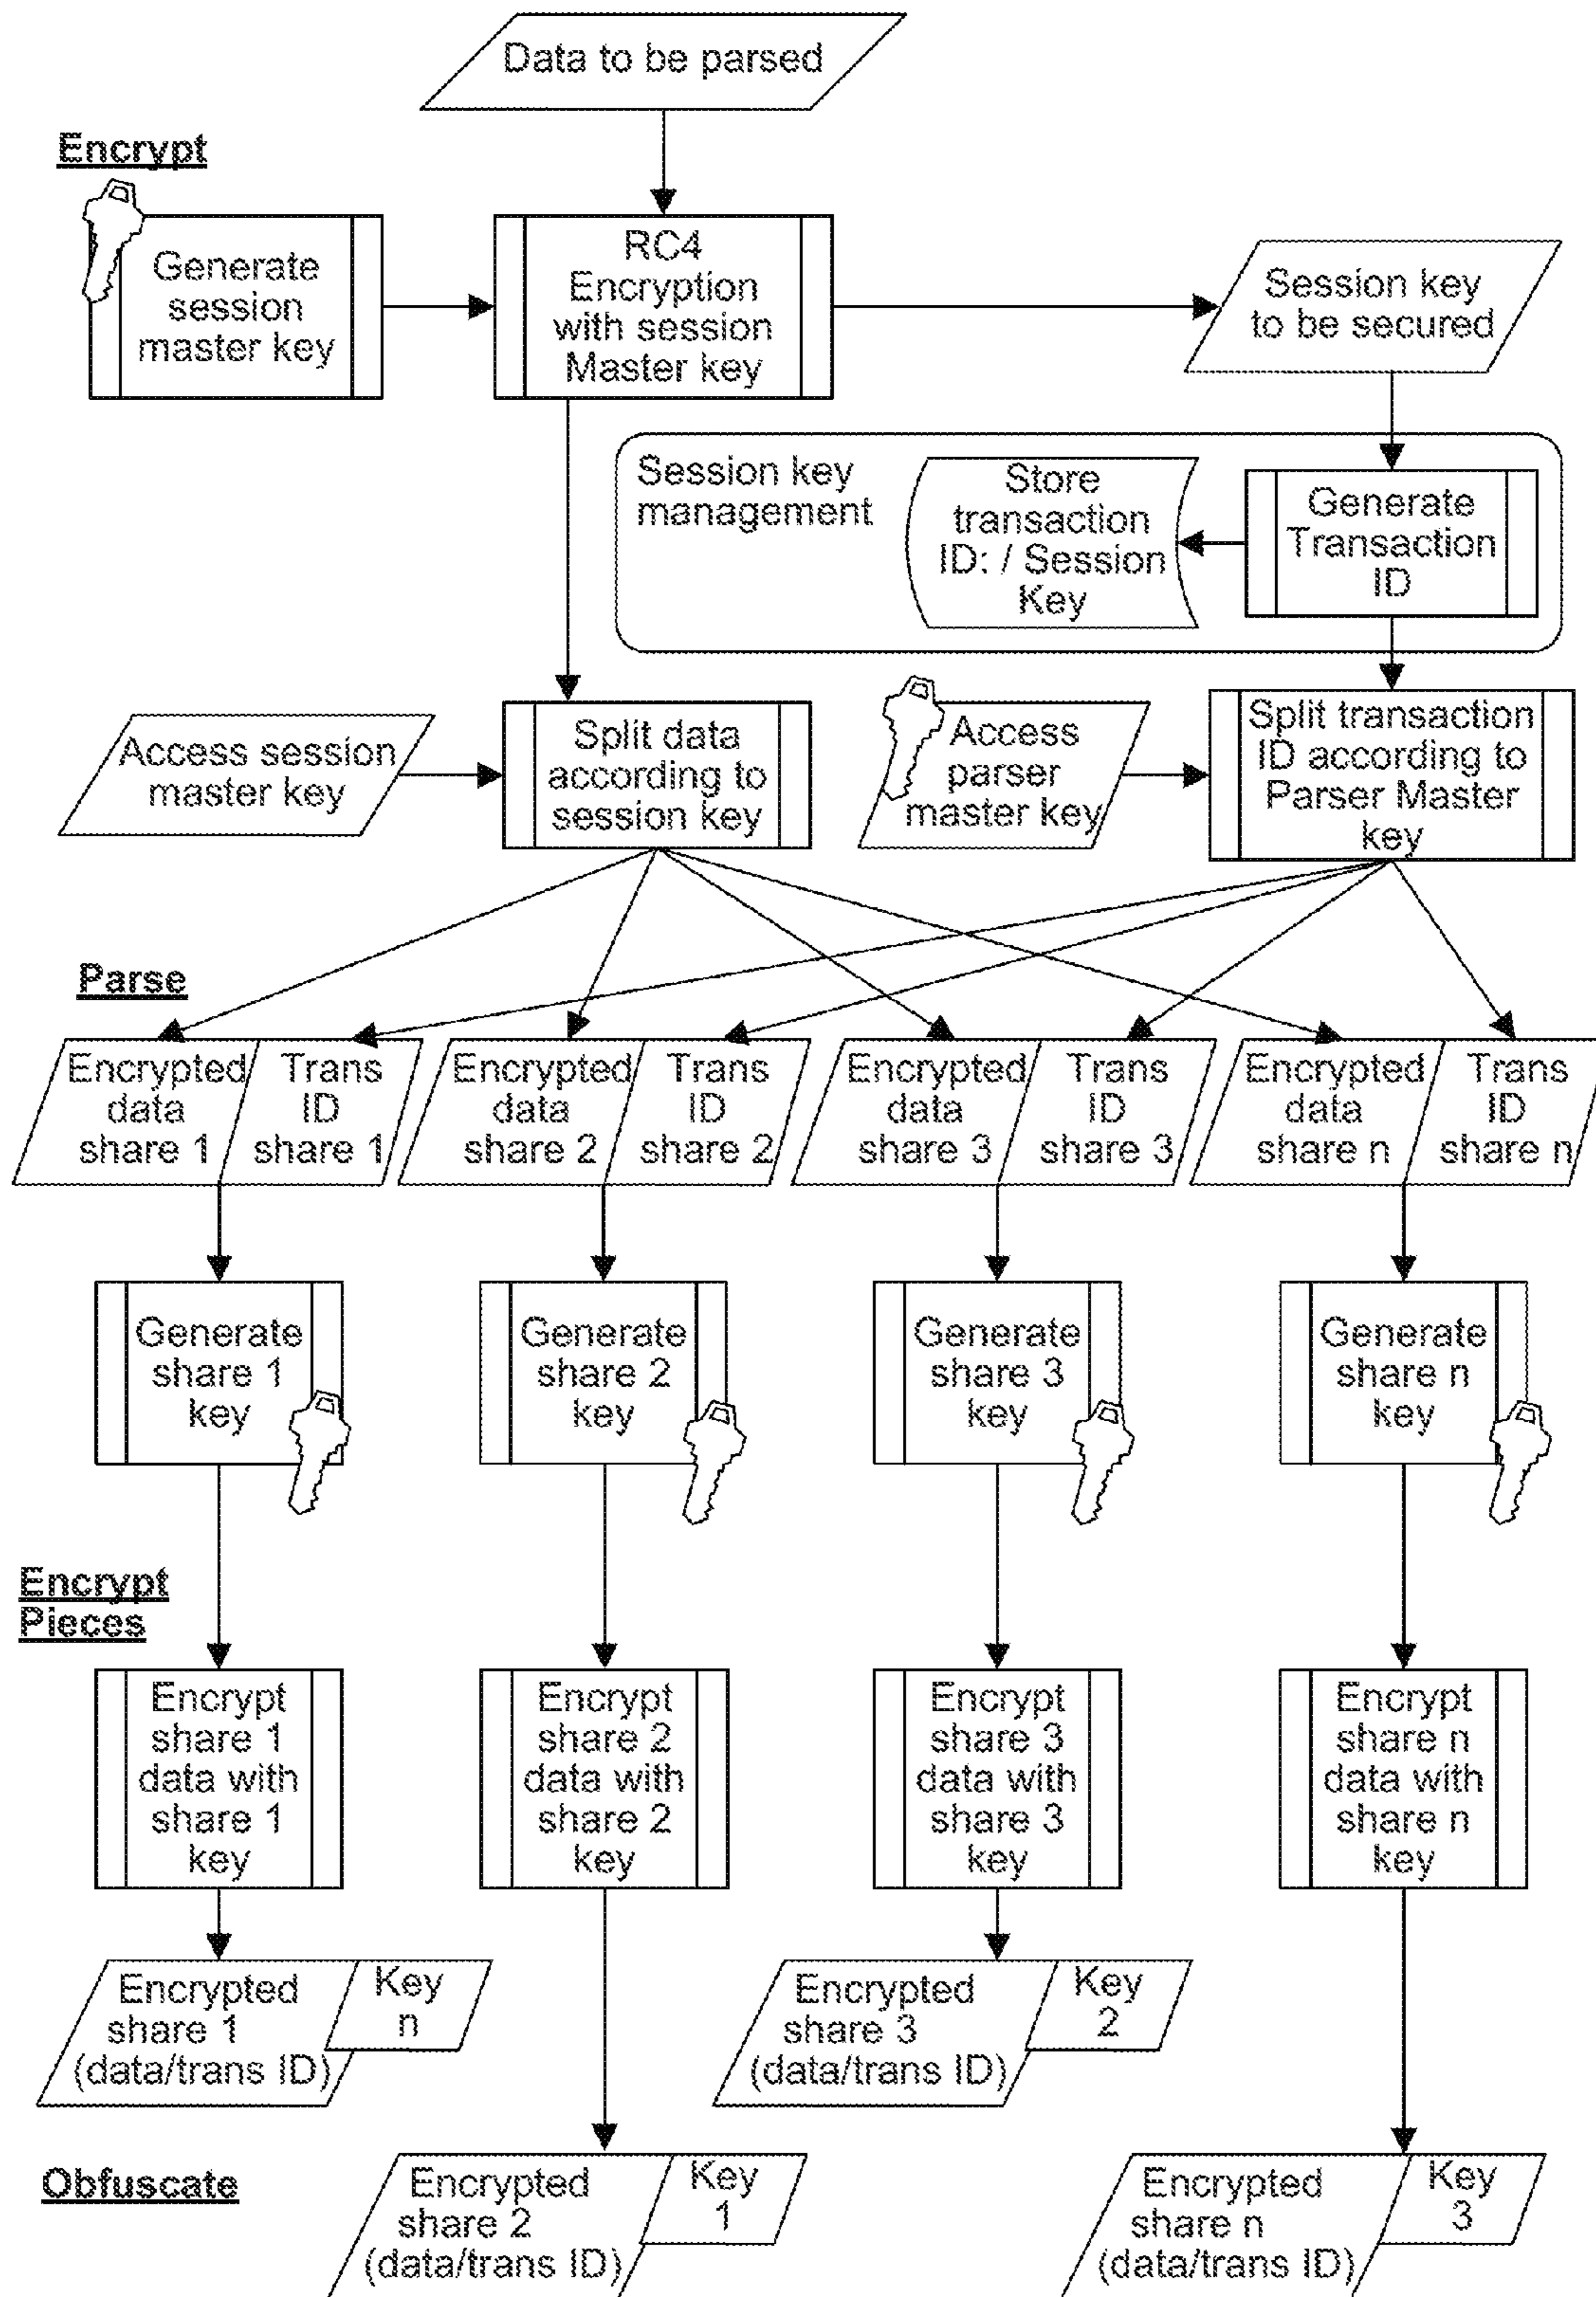 Data to be parsed
Encrypt
Generate
session
master key
RC4
Encryption
with session
Master key
Session key
to be secured
Session key
management
Store
transaction
ID: / Session
Key
Generate
Transaction
ID
Access session
master key
Split data
according to
session key
Access
parser
master key
Split transaction
ID according to
Parser Master
key
Parse
Encrypted
data
share 1
Trans
ID
share 1
Encrypted
data
share 2
Trans
ID
share 2
Encrypted
data
share 3
Trans
ID
share 3
Encrypted
data
share n
Trans
ID
share n
Generate
share 1
key
Generate
share 2
key
Generate
share 3
key
Generate
share n
key
Encrypt
Pieces
Encrypt
share 1
data with
share 1
key
Encrypt
share 2
data with
share 2
key
Encrypt
share 3
data with
share 3
key
Encrypt
share n
data with
share n
key
Encrypted
share 1
(data/trans ID)
Key
n
Encrypted
share 3
(data/trans ID)
Key
2
Obfuscate
Encrypted
share 2
(data/trans ID)
Key
1
Encrypted
share n
(data/trans ID)
Key
3